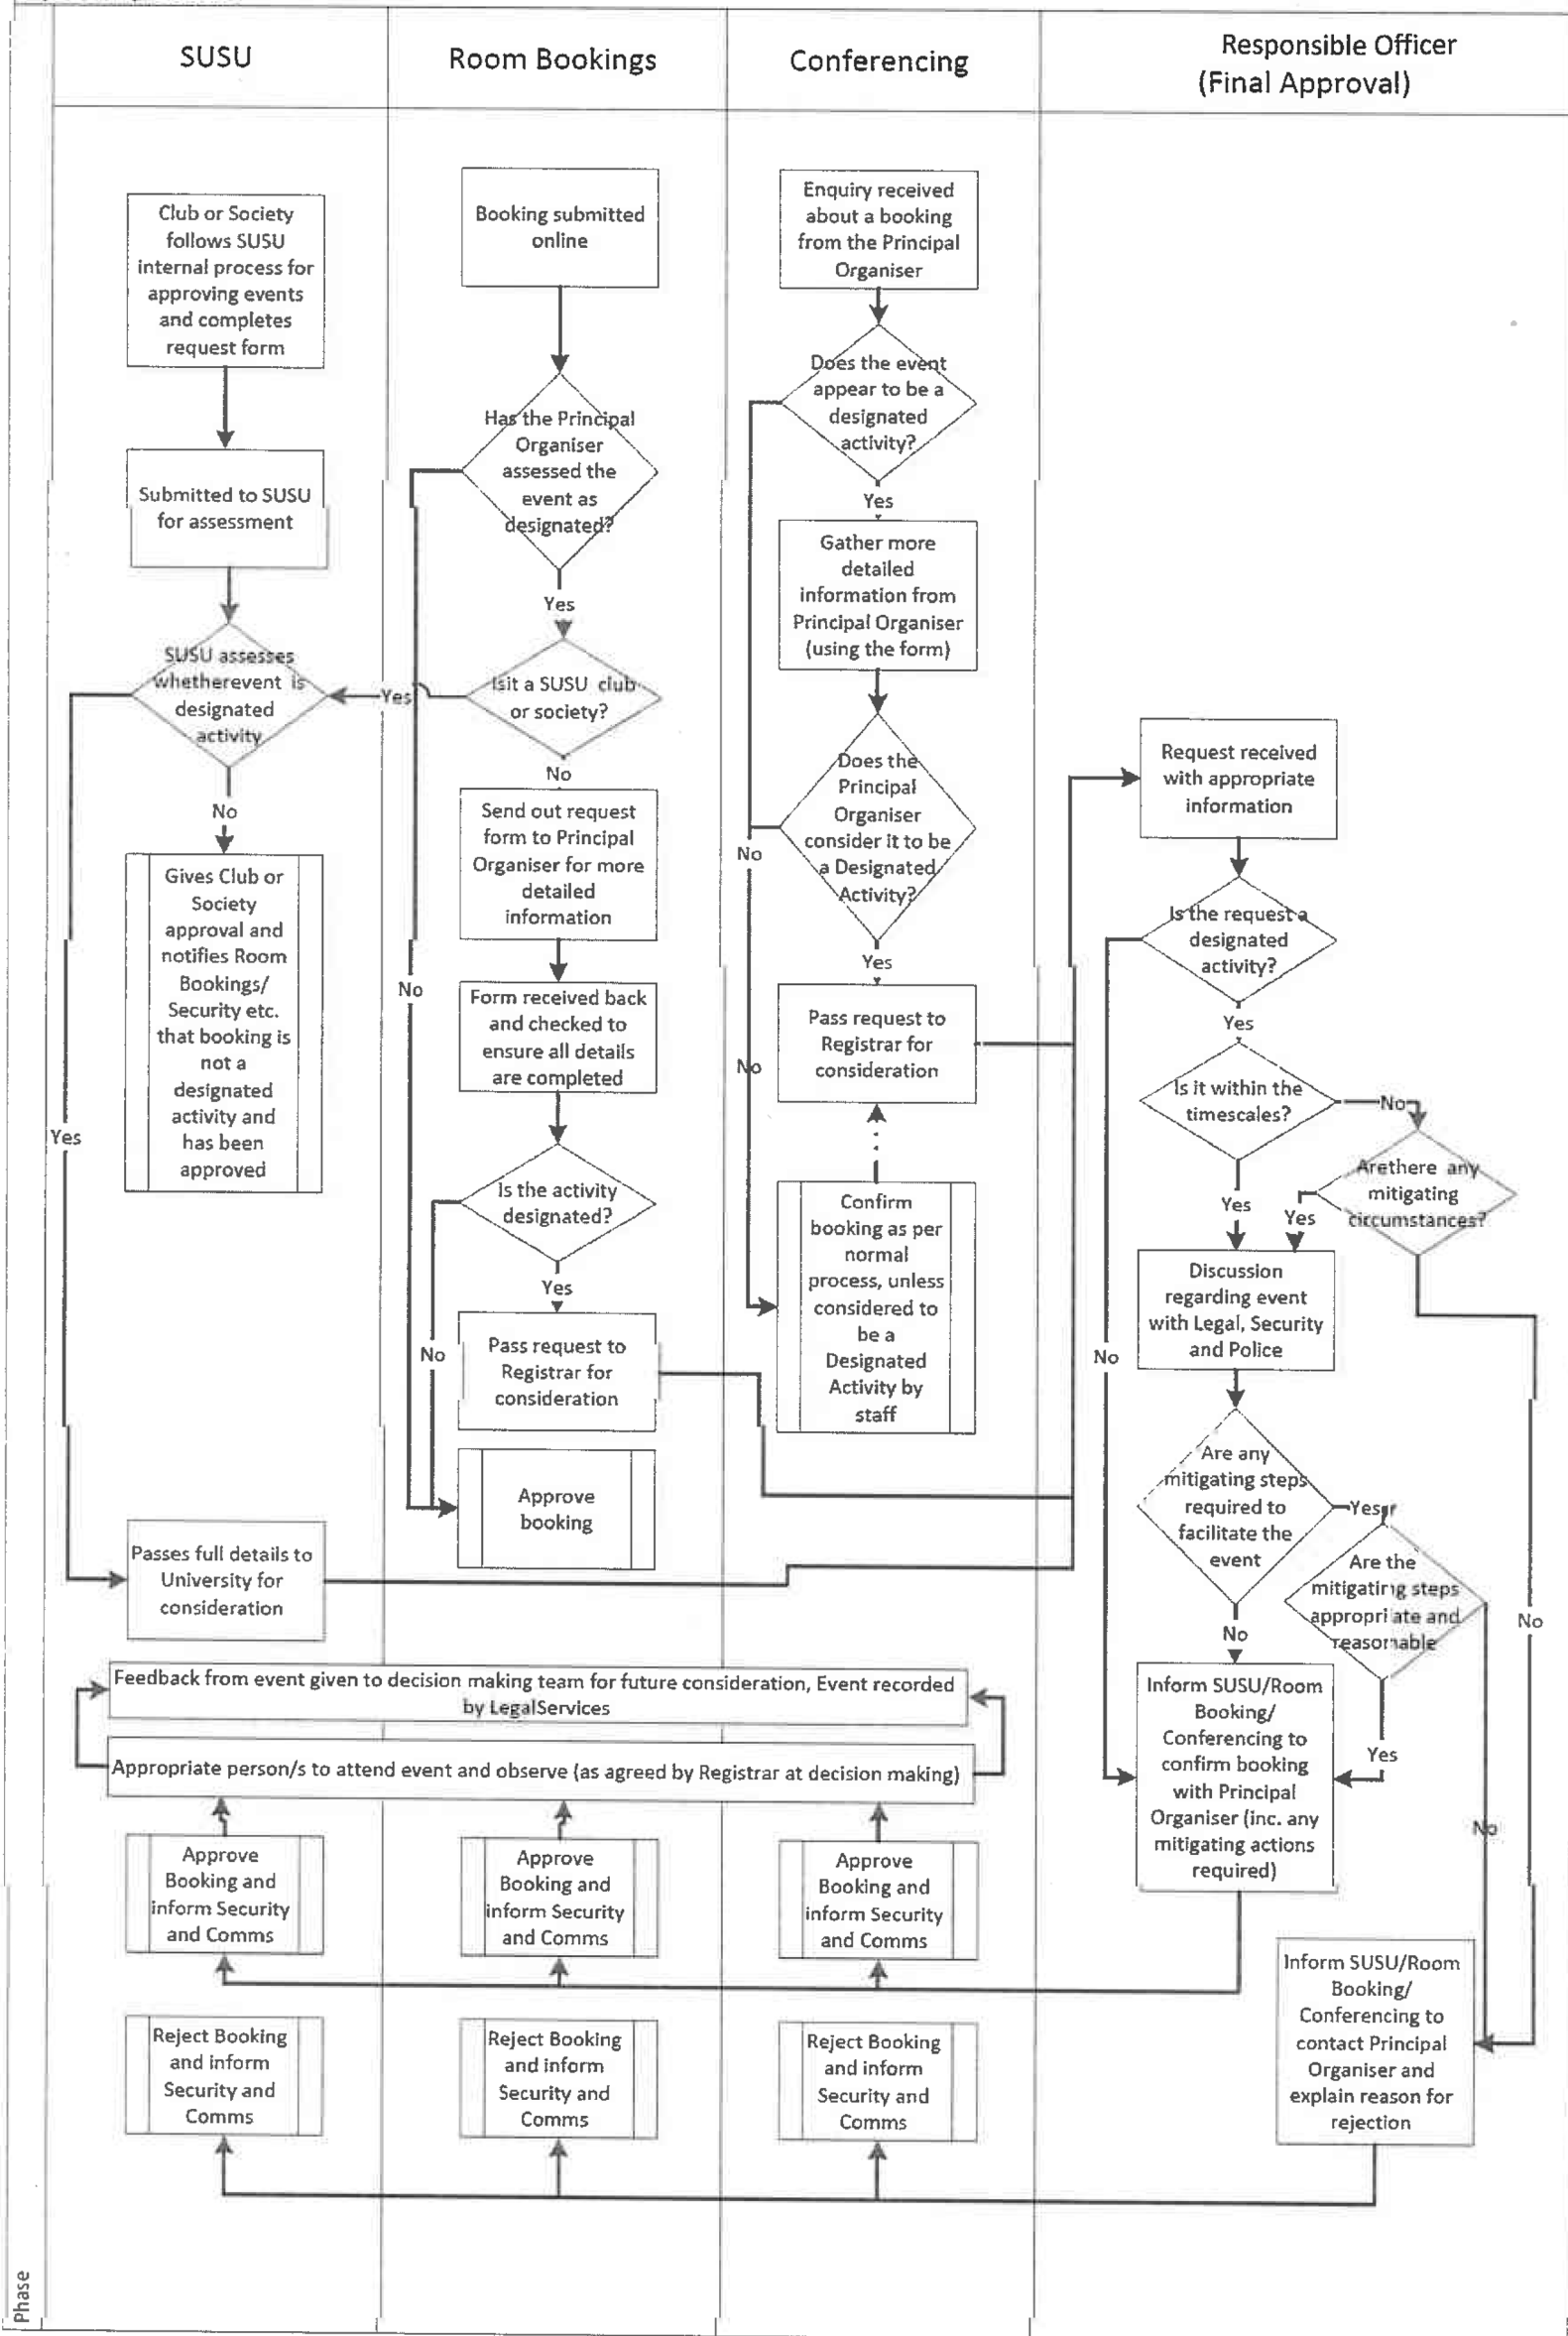 SUSU
Room Bookings
Conferencing
Responsible Officer
(Final Approval)
Club or Society
follows SUSU
internal process for
approving events
and completes
request form
Submitted to SUSU
for assessment
SUSU assesses
whetherevent is
designated
activity
No
Gives Club or
Society
approval and
notifies Room
Bookings/
Security etc.
that booking is
not a
designated
activity and
has been
approved
Yes
Passes full details to
University for
consideration
Booking submitted
online
Has the Principal
Organiser
assessed the
event as
designated?
Yes
Isit a SUSU club
or society?
Yes
No
Send out request
form to Principal
Organiser for more
detailed
information
No
Form received back
and checked to
ensure all details
are completed
Is the activity
designated?
Yes
No
Pass request to
Registrar for
consideration
Approve
booking
Enquiry received
about a booking
from the Principal
Organiser
Does the event
appear to be a
designated
activity?
Yes
Gather more
detailed
information from
Principal Organiser
(using the form)
Does the
Principal
Organiser
consider it to be
a Designated
Activity?
No
Yes
Pass request to
Registrar for
consideration
No
Confirm
booking as per
normal
process, unless
considered to
be a
Designated
Activity by
staff
Request received
with appropriate
information
Is the request a
designated
activity?
Yes
Is it within the
timescales?
No
Arethere any
mitigating
circumstances?
Yes
Yes
Discussion
regarding event
with Legal, Security
and Police
No
Are any
mitigating steps
required to
facilitate the
event
Yes
Are the
mitigating steps
appropriate and
reasonable
No
No
Inform SUSU/Room
Booking/
Conferencing to
confirm booking
with Principal
Organiser (inc. any
mitigating actions
required)
Yes
No
Inform SUSU/Room
Booking/
Conferencing to
contact Principal
Organiser and
explain reason for
rejection
Feedback from event given to decision making team for future consideration, Event recorded
by LegalServices
Appropriate person/s to attend event and observe (as agreed by Registrar at decision making)
Approve
Booking and
inform Security
and Comms
Approve
Booking and
inform Security
and Comms
Approve
Booking and
inform Security
and Comms
Reject Booking
and inform
Security and
Comms
Reject Booking
and inform
Security and
Comms
Reject Booking
and inform
Security and
Comms
Phase